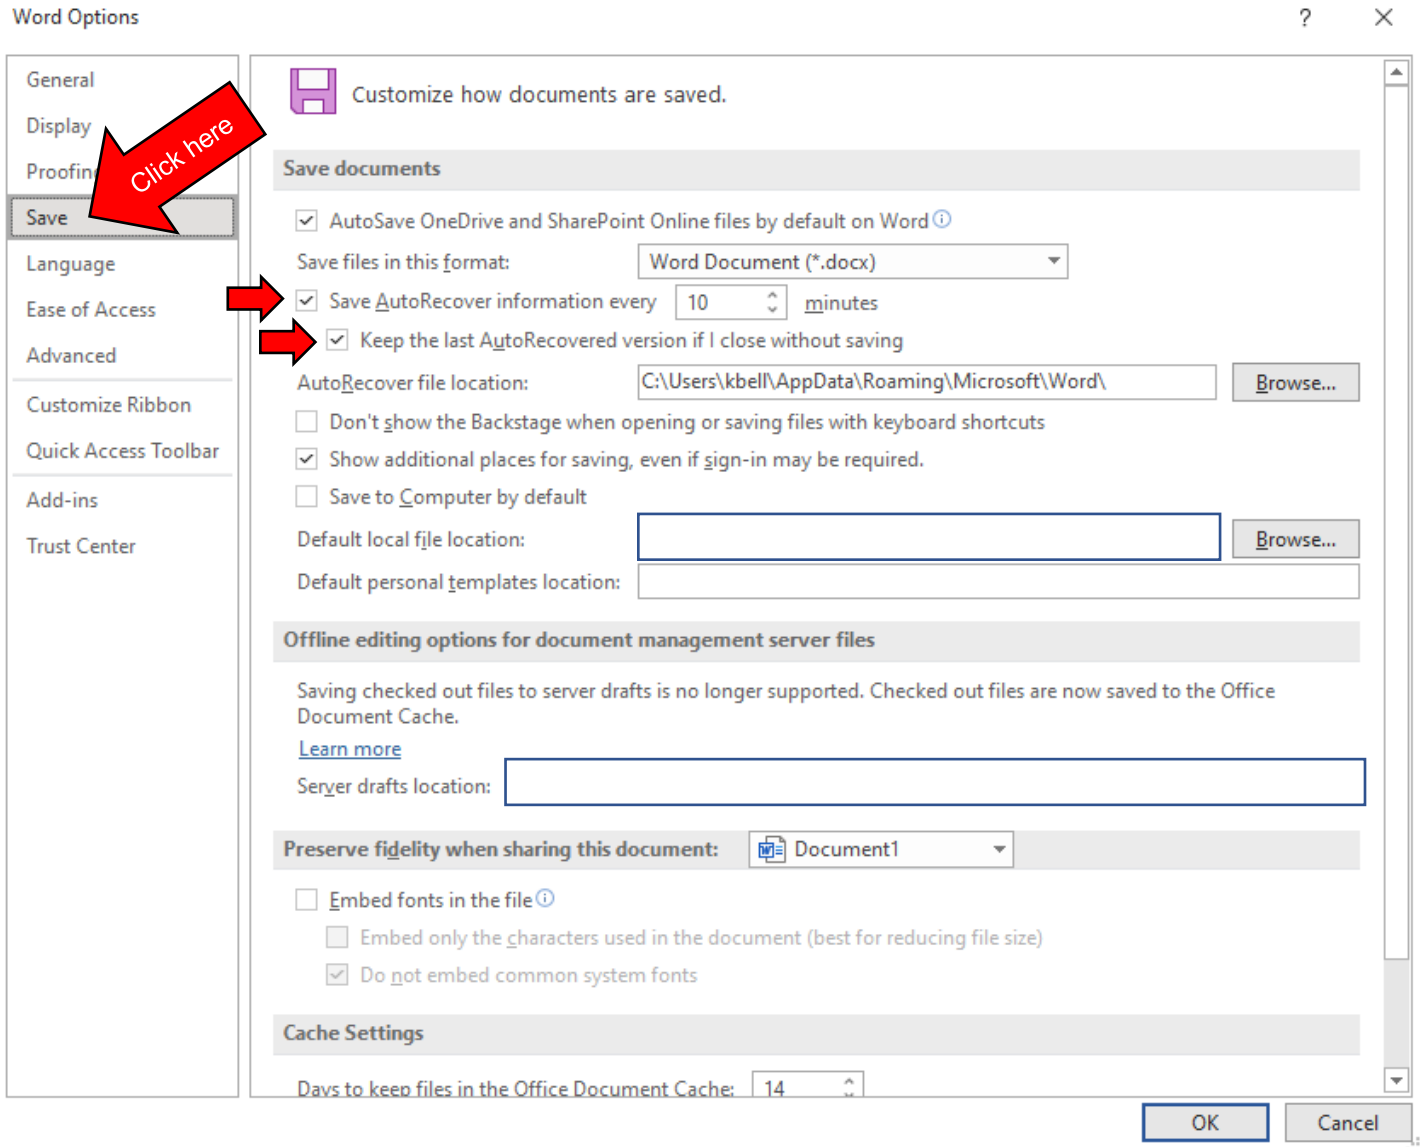 Word Options
?
General
Display
Proofin
Save
Language
Ease of Access
Advanced
Customize Ribbon
Quick Access Toolbar
Add-ins
Trust Center
Click here
Customize how documents are saved.
Save documents
AutoSave OneDrive and SharePoint Online files by default on Word
Save files in this format: Word Document (*.docx)
Save AutoRecover information every 10 minutes
Keep the last AutoRecovered version if I close without saving
AutoRecover file location: C:\Users\kbell\AppData\Roaming\Microsoft\Word\ Browse...
Don't show the Backstage when opening or saving files with keyboard shortcuts
Show additional places for saving, even if sign-in may be required.
Save to Computer by default
Default local file location: Browse...
Default personal templates location:
Offline editing options for document management server files
Saving checked out files to server drafts is no longer supported. Checked out files are now saved to the Office
Document Cache.
Learn more
Server drafts location:
Preserve fidelity when sharing this document: Document1
Embed fonts in the file
Embed only the characters used in the document (best for reducing file size)
Do not embed common system fonts
Cache Settings
Days to keep files in the Office Document Cache: 14
OK Cancel